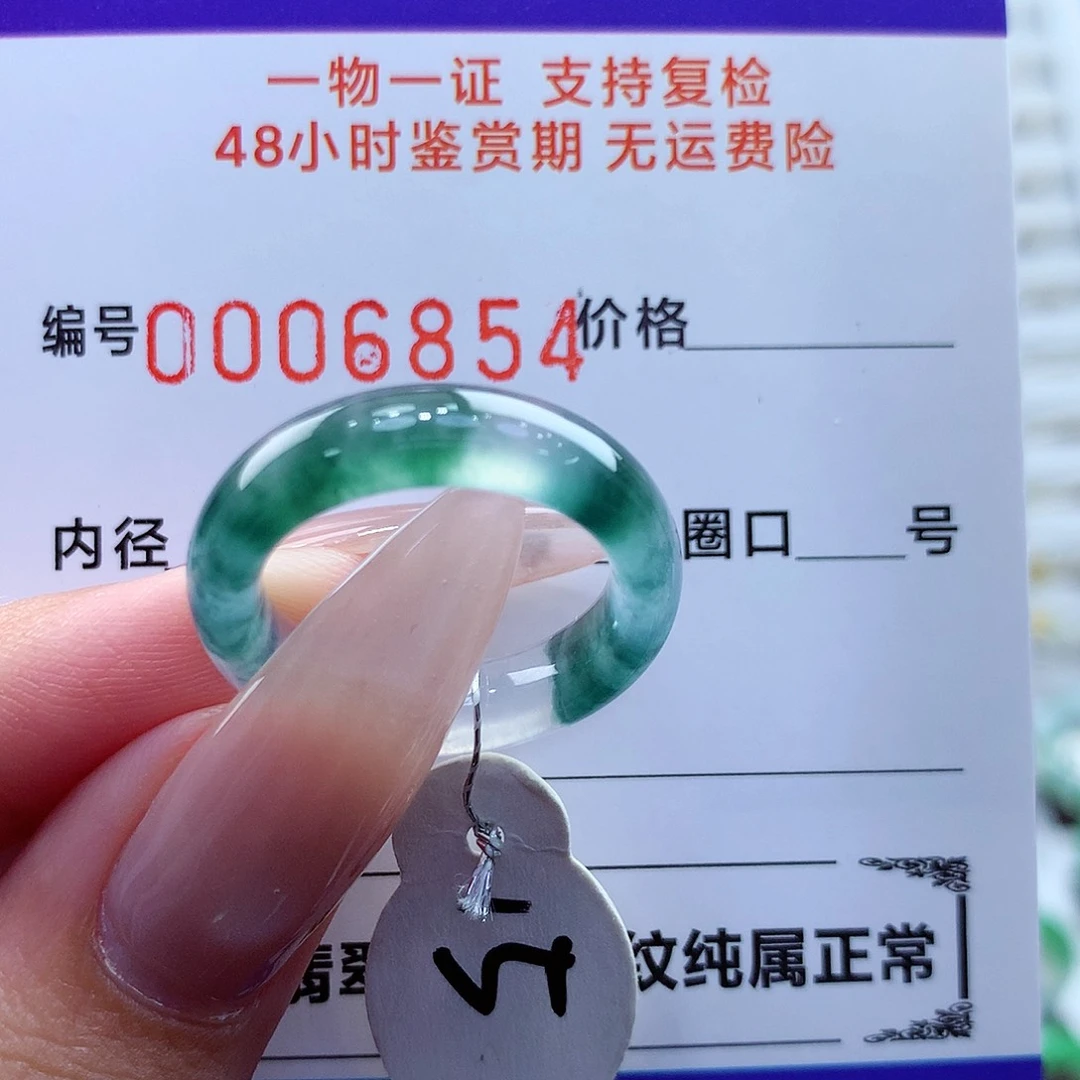 一物一证 支持复检
48小时鉴赏期 无运费险
编号0006854价格
内径 圈口 号
翡翠 纹纯属正常